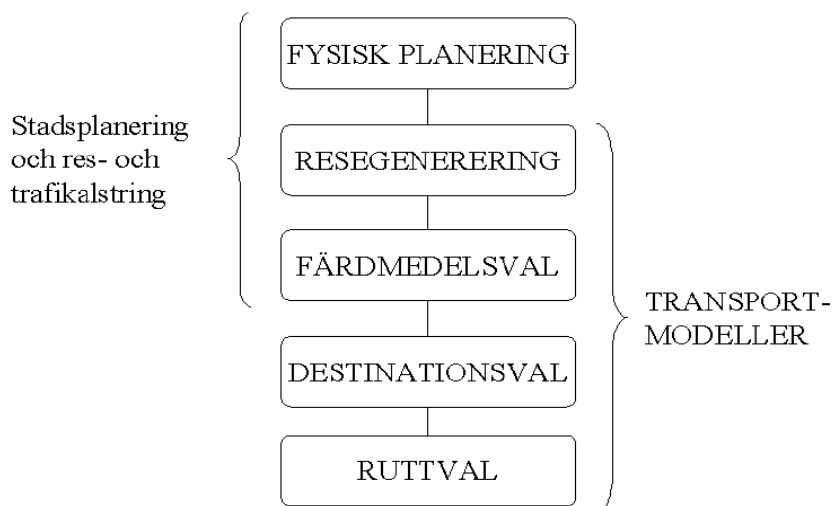 FYSISK PLANERING
Stadsplanering
och res- och
trafikalstring
RESEGENERERING
FÄRDMEDELSVAL
TRANSPORT-
MODELLER
DESTINATIONSVAL
RUTTVAL